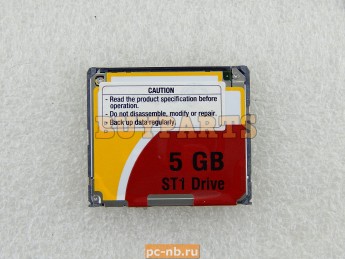 CAUTION
- Read the product specification before
operation.
- Do not disassemble, modify or repair.
- Back up data regularly.
BUYPARTS
5 GB
ST1 Drive
pc-nb.ru